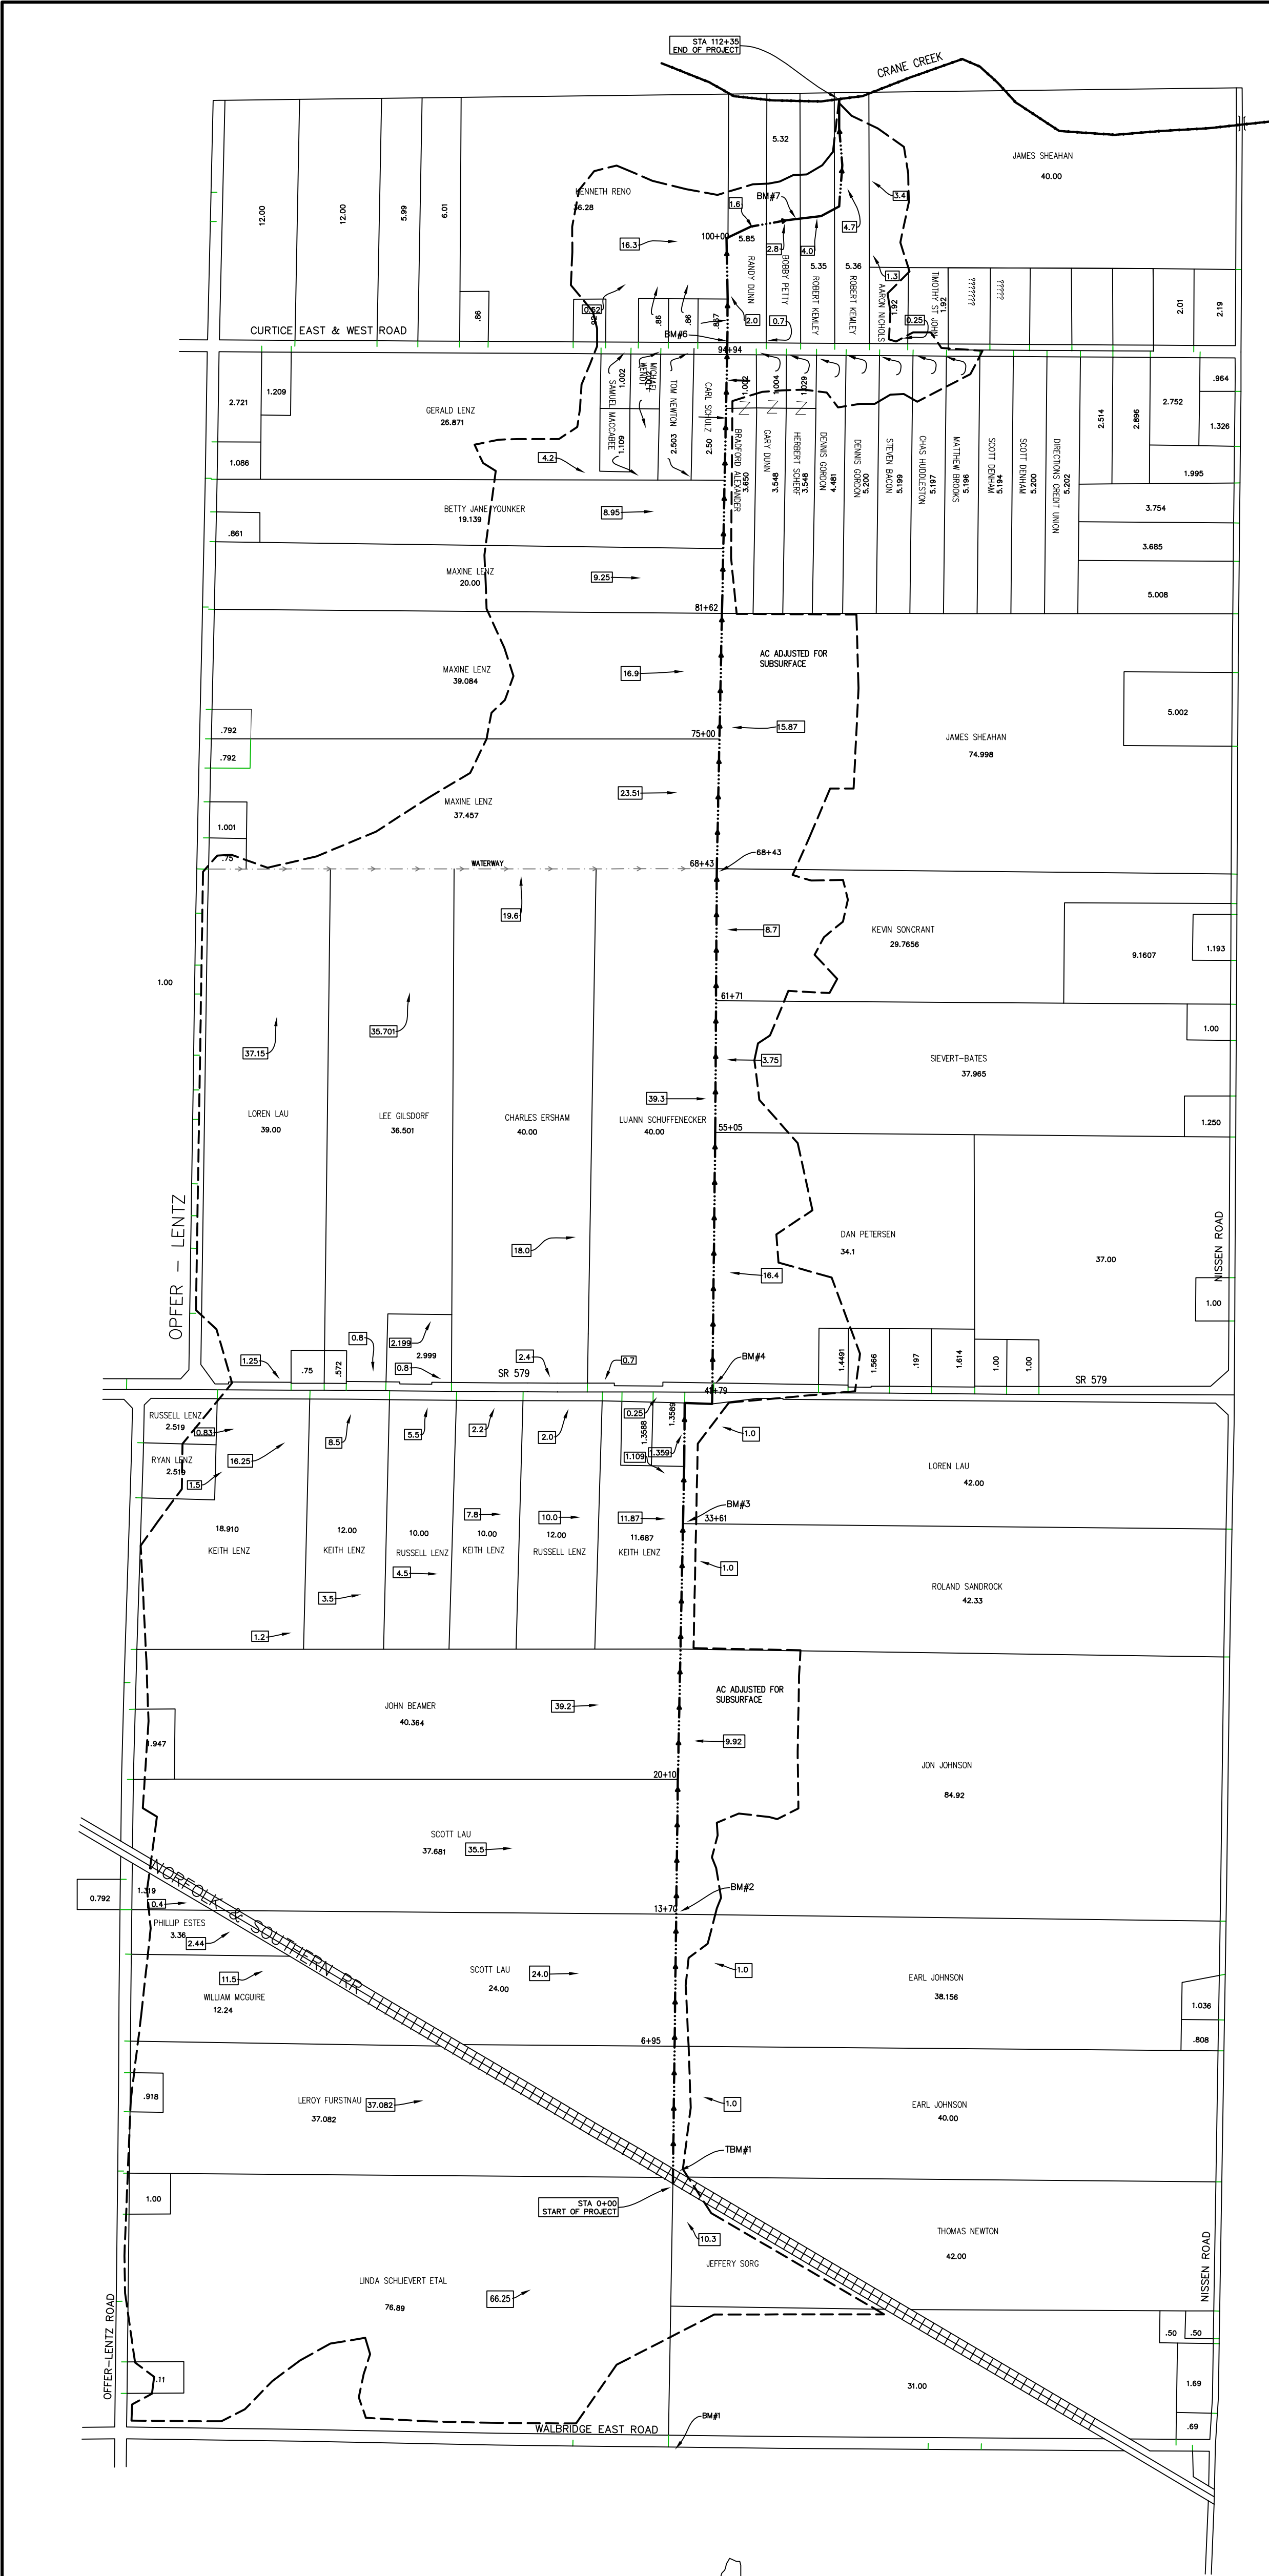 STA 112+35
END OF PROJECT
CRANE CREEK
5.32
JAMES SHEAHAN
40.00
KENNETH RENO
36.28
12.00
12.00
5.99
6.01
BM#7
1.6
3.4
4.7
100+00
5.85
16.3
2.8
4.0
RANDY DUNN
BOBBY PETTY
5.35
ROBERT KEMLEY
5.36
ROBERT KEMLEY
1.3
AARON NICHOLS
1.92
TIMOTHY ST JOHN
1.92
???????
?????
2.01
2.19
.86
0.52
.86
.86
.887
2.0
0.7
0.25
CURTICE EAST & WEST ROAD
BM#6
94+94
2.721
1.209
GERALD LENZ
26.871
1.086
4.2
1.002
SAMUEL MACCABEE
1.109
MICHAEL
WENDT
TOM NEWTON
2.503
CARL SCHULZ
2.50
1.002
BRADFORD ALEXANDER
3.650
1.004
GARY DUNN
3.548
1.029
HERBERT SCHERF
3.548
DENNIS GORDON
4.481
DENNIS GORDON
5.200
STEVEN BACON
5.199
CHAS HUDDLESTON
5.197
MATTHEW BROOKS
5.196
SCOTT DENHAM
5.194
SCOTT DENHAM
5.200
DIRECTIONS CREDIT UNION
5.202
2.514
2.896
2.752
.964
1.326
1.995
3.754
3.685
5.008
BETTY JANE YOUNKER
19.139
8.95
.861
MAXINE LENZ
20.00
9.25
81+62
MAXINE LENZ
39.084
16.9
AC ADJUSTED FOR
SUBSURFACE
5.002
.792
.792
75+00
15.87
JAMES SHEAHAN
74.998
MAXINE LENZ
37.457
23.51
1.001
.75
WATERWAY
68+43
68+43
19.6
8.7
KEVIN SONCRANT
29.7656
9.1607
1.193
1.00
61+71
35.701
37.15
1.00
3.75
SIEVERT-BATES
37.965
39.3
LOREN LAU
39.00
LEE GILSDORF
36.501
CHARLES ERSHAM
40.00
LUANN SCHUFFENECKER
40.00
55+05
1.250
OPFER - LENTZ
18.0
16.4
DAN PETERSEN
34.1
37.00
NISSEN ROAD
1.00
1.25
.75
.572
0.8
2.199
0.8
2.999
SR 579
2.4
0.7
BM#4
41+79
1.4491
1.566
.197
1.614
1.00
1.00
SR 579
RUSSELL LENZ
2.519
0.83
RYAN LENZ
2.519
1.5
16.25
8.5
5.5
2.2
2.0
0.25
1.3588
1.3589
1.359
1.109
1.0
LOREN LAU
42.00
BM#3
33+61
7.8
10.0
11.87
18.910
KEITH LENZ
12.00
KEITH LENZ
10.00
RUSSELL LENZ
10.00
KEITH LENZ
12.00
RUSSELL LENZ
11.687
KEITH LENZ
4.5
3.5
1.2
1.0
ROLAND SANDROCK
42.33
JOHN BEAMER
40.364
39.2
AC ADJUSTED FOR
SUBSURFACE
9.92
20+10
JON JOHNSON
84.92
SCOTT LAU
37.681
35.5
NORFOLK & SOUTHERN RR
0.792
0.4
PHILLIP ESTES
3.36
2.44
BM#2
13+70
11.5
WILLIAM MCGUIRE
12.24
SCOTT LAU
24.00
24.0
1.0
EARL JOHNSON
38.156
1.036
.808
6+95
.918
LEROY FURSTNAU
37.082
37.082
1.0
EARL JOHNSON
40.00
TBM#1
1.00
STA 0+00
START OF PROJECT
10.3
JEFFERY SORG
THOMAS NEWTON
42.00
NISSEN ROAD
LINDA SCHLIEVERT ETAL
76.89
66.25
OFFER-LENTZ ROAD
.11
.50
.50
1.69
.69
31.00
WALBRIDGE EAST ROAD
BM#1